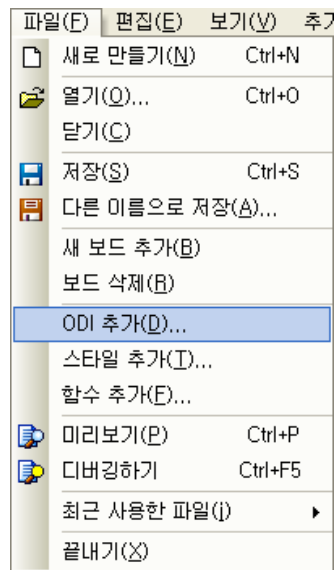 파일(F) 편집(E) 보기(V) 추가
새로 만들기(N) Ctrl+N
열기(O)... Ctrl+O
닫기(C)
저장(S) Ctrl+S
다른 이름으로 저장(A)...
새 보드 추가(B)
보드 삭제(R)
ODI 추가(D)...
스타일 추가(T)...
함수 추가(F)...
미리보기(P) Ctrl+P
디버깅하기 Ctrl+F5
최근 사용한 파일(j)
끝내기(X)